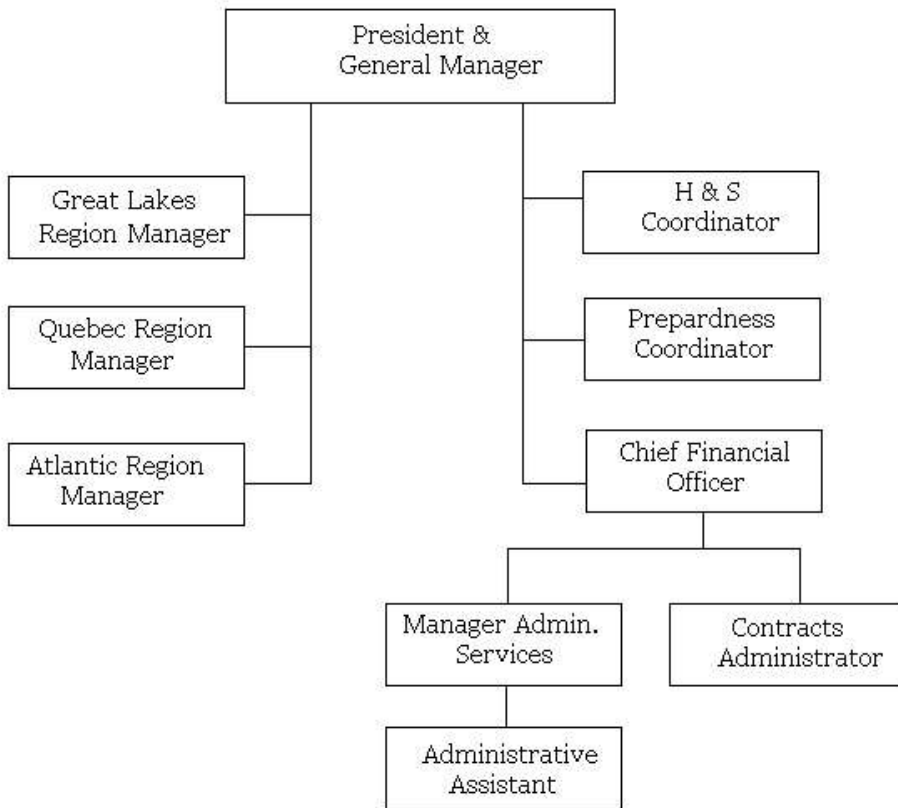 President &
General Manager
Great Lakes
Region Manager
Quebec Region
Manager
Atlantic Region
Manager
H & S
Coordinator
Prepardness
Coordinator
Chief Financial
Officer
Manager Admin.
Services
Contracts
Administrator
Administrative
Assistant